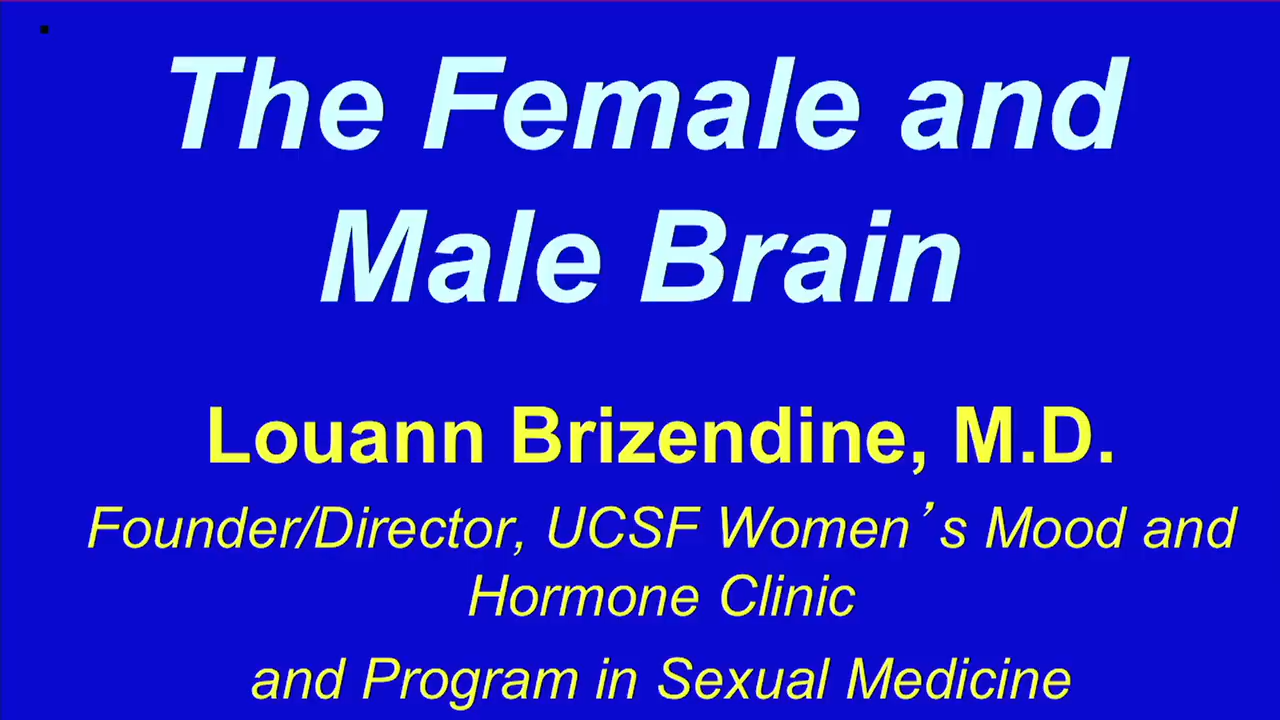 The Female and
Male Brain
Louann Brizendine, M.D.
Founder/Director, UCSF Women’s Mood and
Hormone Clinic
and Program in Sexual Medicine